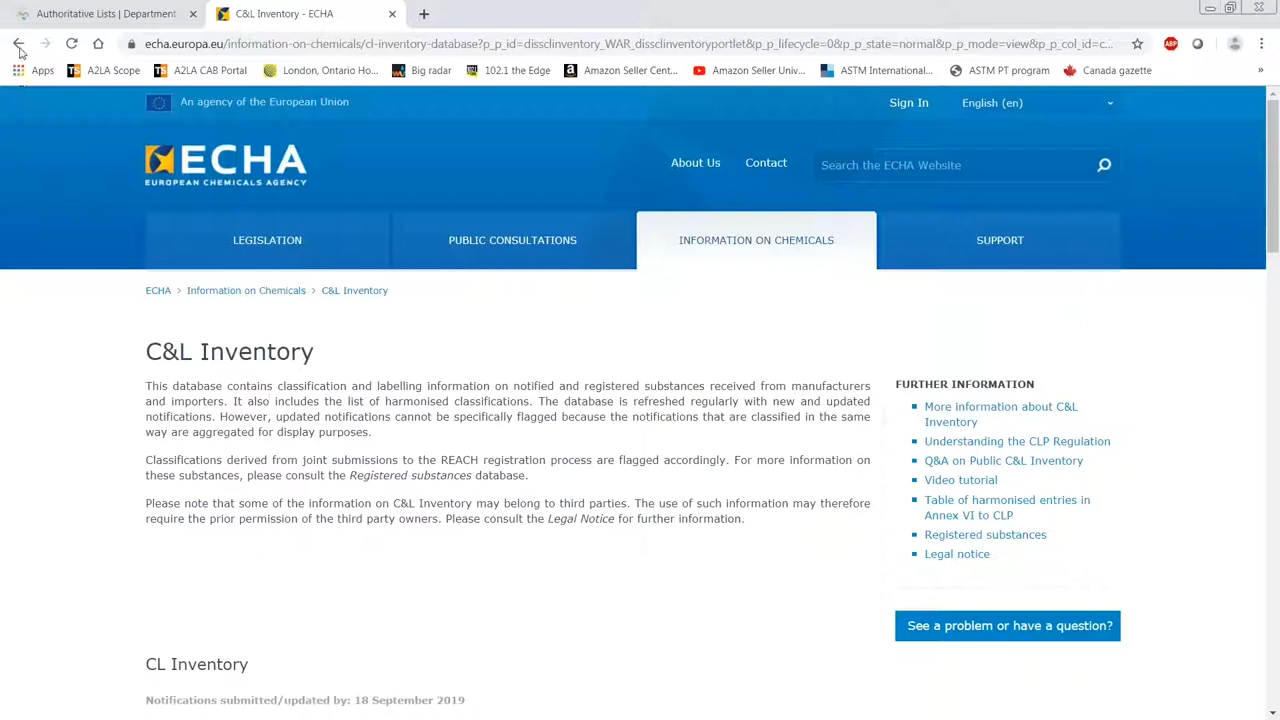 Authoritative Lists | Department
C&L Inventory - ECHA
echa.europa.eu/information-on-chemicals/cl-inventory-database?p_p_id=dissclinventory_WAR_dissclinventoryportlet&p_p_lifecycle=0&p_p_state=normal&p_p_mode=view&p_p_col_id=c...
ABP
Apps
A2LA Scope
A2LA CAB Portal
London, Ontario Ho
Big radar
102.1 the Edge
Amazon Seller Cent...
Amazon Seller Univ...
ASTM International...
ASTM PT program
Canada gazette
»
An agency of the European Union
Sign In
English (en)
ECHA
EUROPEAN CHEMICALS AGENCY
About Us
Contact
Search the ECHA Website
LEGISLATION
PUBLIC CONSULTATIONS
INFORMATION ON CHEMICALS
SUPPORT
ECHA > Information on Chemicals > C&L Inventory
C&L Inventory
This database contains classification and labelling information on notified and registered substances received from manufacturers
and importers. It also includes the list of harmonised classifications. The database is refreshed regularly with new and updated
notifications. However, updated notifications cannot be specifically flagged because the notifications that are classified in the same
way are aggregated for display purposes.
Classifications derived from joint submissions to the REACH registration process are flagged accordingly. For more information on
these substances, please consult the Registered substances database.
Please note that some of the information on C&L Inventory may belong to third parties. The use of such information may therefore
require the prior permission of the third party owners. Please consult the Legal Notice for further information.
FURTHER INFORMATION
More information about C&L
Inventory
Understanding the CLP Regulation
Q&A on Public C&L Inventory
Video tutorial
Table of harmonised entries in
Annex VI to CLP
Registered substances
Legal notice
See a problem or have a question?
CL Inventory
Notifications submitted/updated by: 18 September 2019